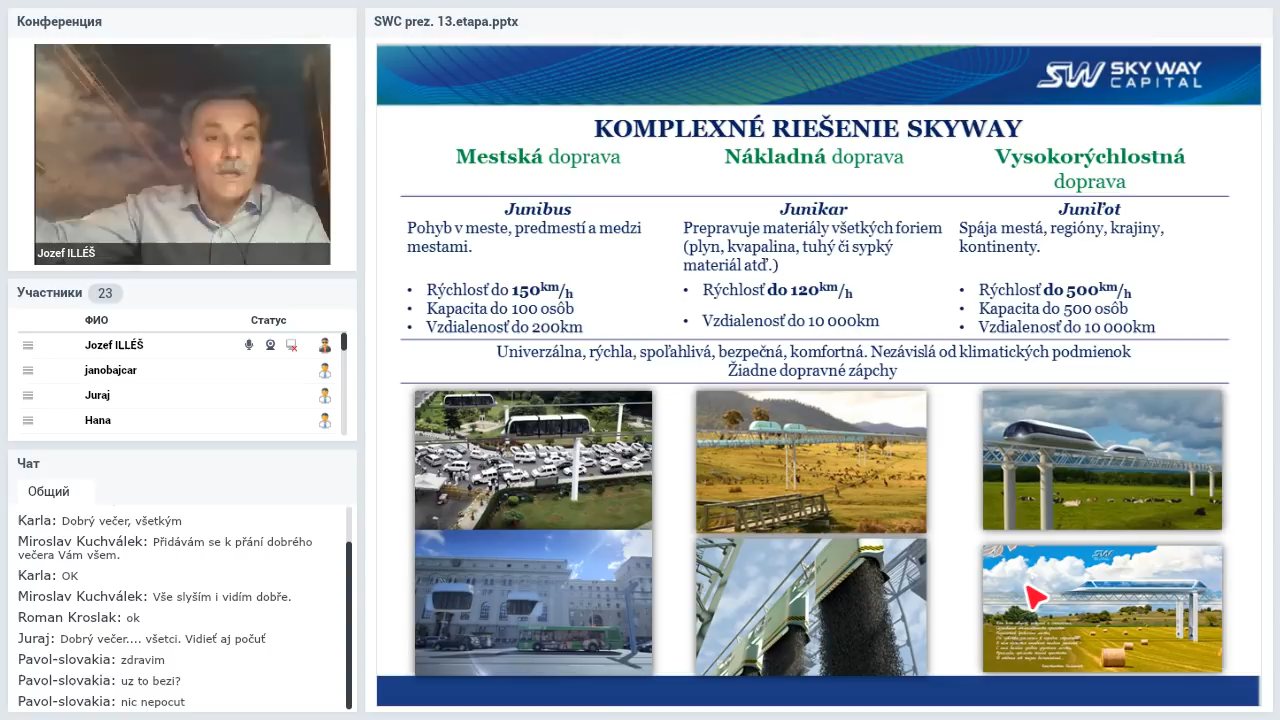 Конференция
Jozef ILLÉŠ
Участники 23
ФИО Статус
Jozef ILLÉŠ
janobajcar
Juraj
Hana
Чат
Общий
Karla: Dobrý večer, všetkým
Miroslav Kuchválek: Přidávám se k přání dobrého
večera Vám všem.
Karla: OK
Miroslav Kuchválek: Vše slyším i vidím dobře.
Roman Kroslak: ok
Juraj: Dobrý večer.... všetci. Vidieť aj počuť
Pavol-slovakia: zdravim
Pavol-slovakia: uz to bezi?
Pavol-slovakia: nic nepocut
SWC prez. 13.etapa.pptx
SW SKY WAY
CAPITAL
KOMPLEXNÉ RIEŠENIE SKYWAY
Mestská doprava
Junibus
Pohyb v meste, predmestí a medzi
mestami.
• Rýchlosť do 150km/h
• Kapacita do 100 osôb
• Vzdialenosť do 200km
Nákladná doprava
Junikar
Prepravuje materiály všetkých foriem
(plyn, kvapalina, tuhý či sypký
materiál atď.)
• Rýchlosť do 120km/h
• Vzdialenosť do 10 000km
Vysokorýchlostná
doprava
Juniľot
Spája mestá, regióny, krajiny,
kontinenty.
• Rýchlosť do 500km/h
• Kapacita do 500 osôb
• Vzdialenosť do 10 000km
Univerzálna, rýchla, spoľahlivá, bezpečná, komfortná. Nezávislá od klimatických podmienok
Žiadne dopravné zápchy
SW